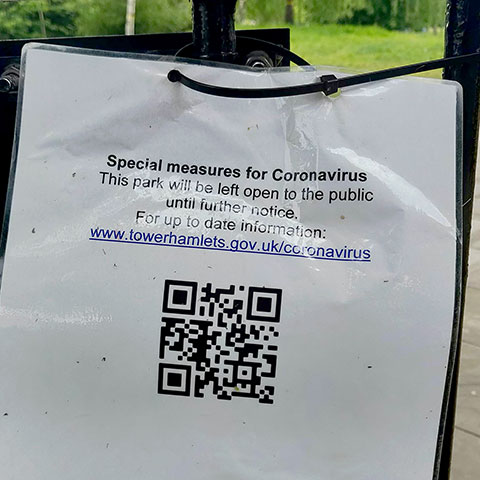 Special measures for Coronavirus
This park will be left open to the public
until further notice.
For up to date information:
www.towerhamlets.gov.uk/coronavirus